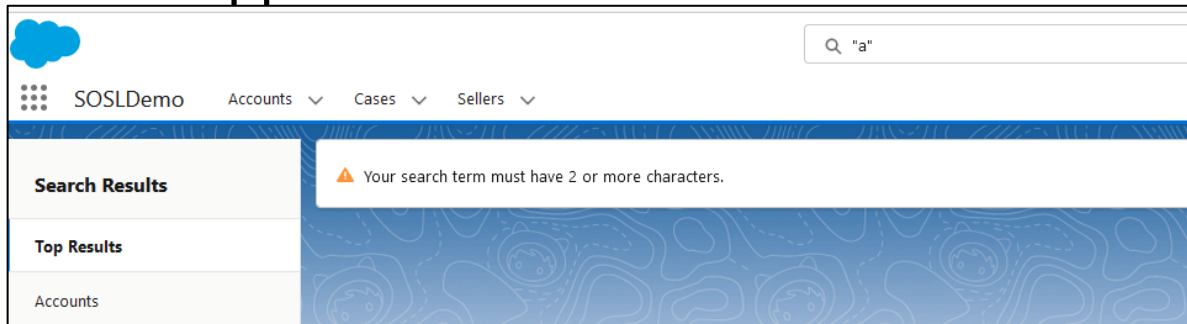 "a"
SOSLDemo Accounts Cases Sellers
Search Results
Your search term must have 2 or more characters.
Top Results
Accounts